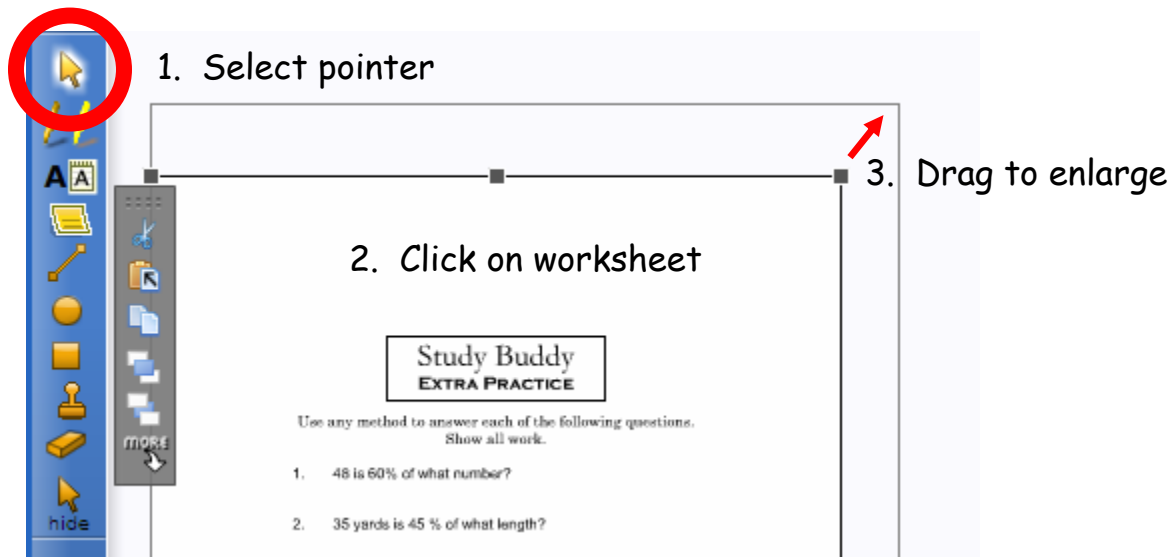 1. Select pointer
A A
3. Drag to enlarge
2. Click on worksheet
Study Buddy
EXTRA PRACTICE
Use any method to answer each of the following questions.
Show all work.
more
1. 48 is 60% of what number?
hide
2. 35 yards is 45 % of what length?